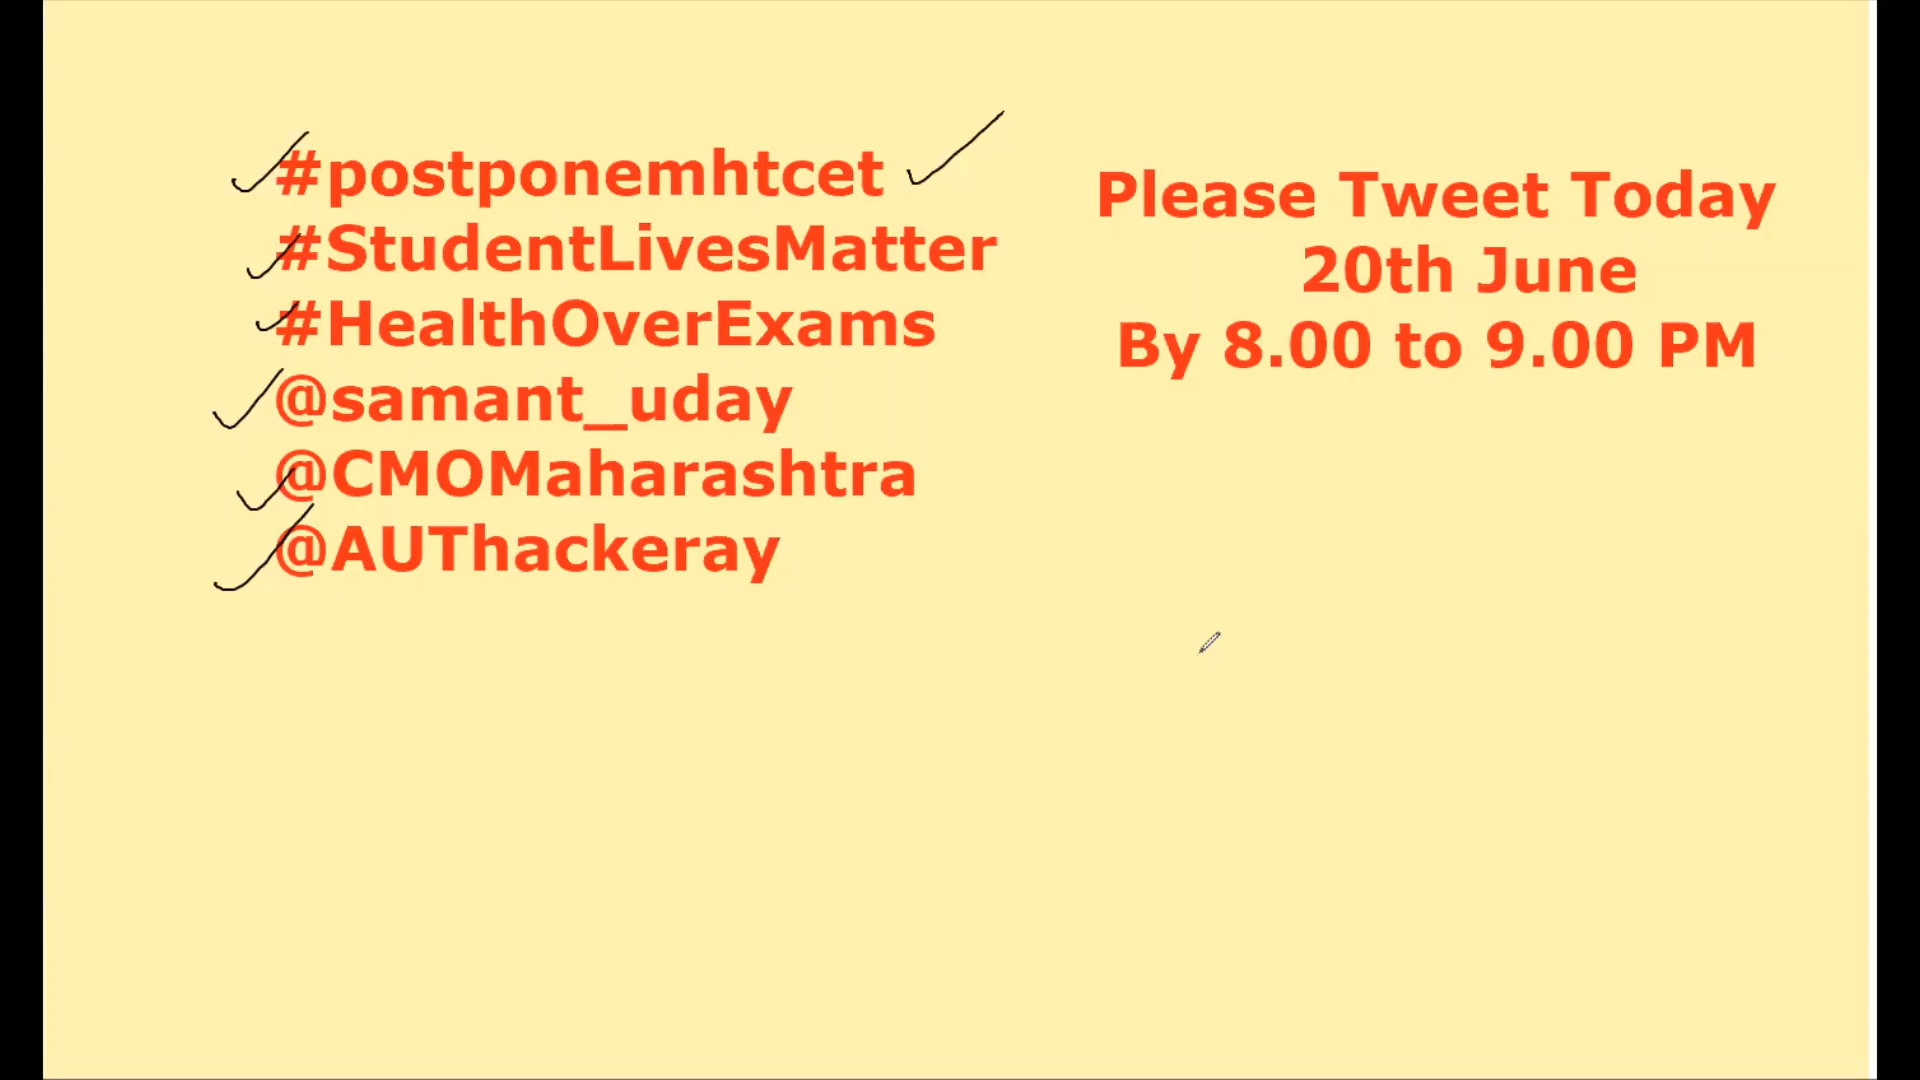 #postponemhtcet
#StudentLivesMatter
#HealthOverExams
@samant_uday
@CMOMaharashtra
@AUThackeray
Please Tweet Today
20th June
By 8.00 to 9.00 PM